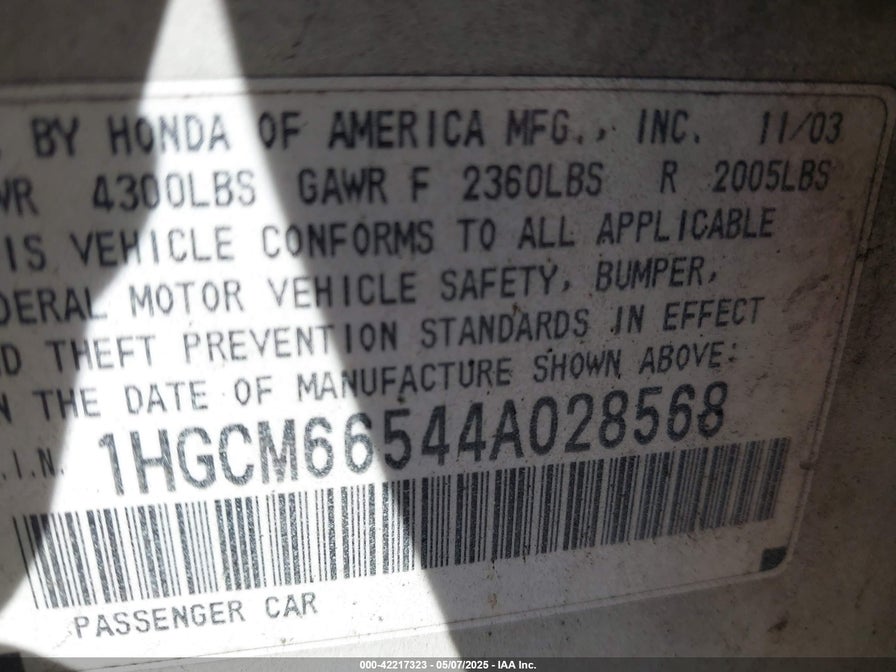 BY HONDA OF AMERICA MFG., INC. 11/03
WR 4300LBS GAWR F 2360LBS R 2005LBS
IS VEHICLE CONFORMS TO ALL APPLICABLE
DERAL MOTOR VEHICLE SAFETY, BUMPER,
D THEFT PREVENTION STANDARDS IN EFFECT
N THE DATE OF MANUFACTURE SHOWN ABOVE:
.I.N. 1HGCM66544A028568
PASSENGER CAR
000-42217323 — 05/07/2025 - IAA Inc.